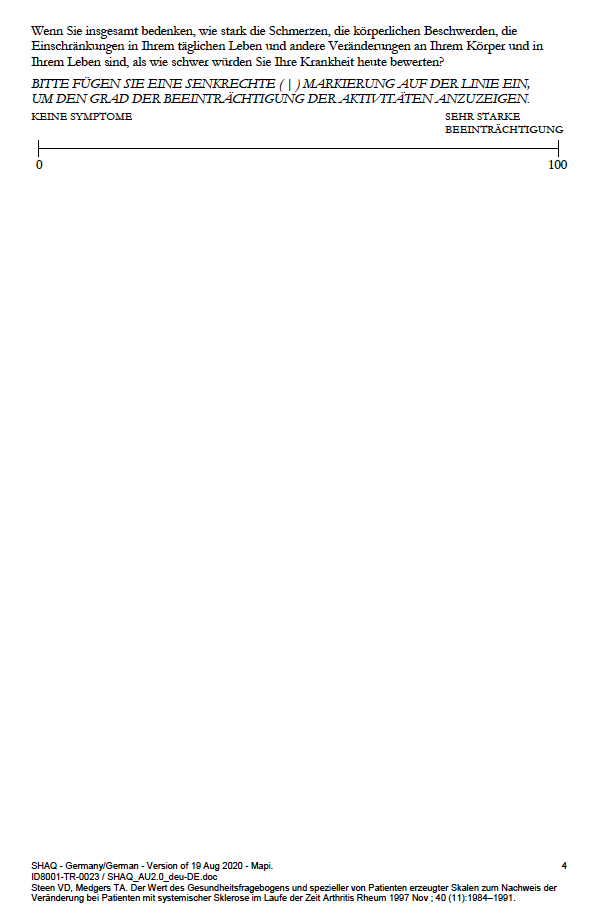 Wenn Sie insgesamt bedenken, wie stark die Schmerzen, die körperlichen Beschwerden, die
Einschränkungen in Ihrem täglichen Leben und andere Veränderungen an Ihrem Körper und in
Ihrem Leben sind, als wie schwer würden Sie Ihre Krankheit heute bewerten?
BITTE FÜGEN SIE EINE SENKRECHTE ( | ) MARKIERUNG AUF DER LINIE EIN,
UM DEN GRAD DER BEEINTRÄCHTIGUNG DER AKTIVITÄTEN ANZUZEIGEN.
KEINE SYMPTOME
SEHR STARKE
BEEINTRÄCHTIGUNG
0
100
SHAQ - Germany/German - Version of 19 Aug 2020 - Mapi.
4
ID8001-TR-0023 / SHAQ_AU2.0_deu-DE.doc
Steen VD, Medgers TA. Der Wert des Gesundheitsfragebogens und spezieller von Patienten erzeugter Skalen zum Nachweis der
Veränderung bei Patienten mit systemischer Sklerose im Laufe der Zeit Arthritis Rheum 1997 Nov ; 40 (11):1984–1991.